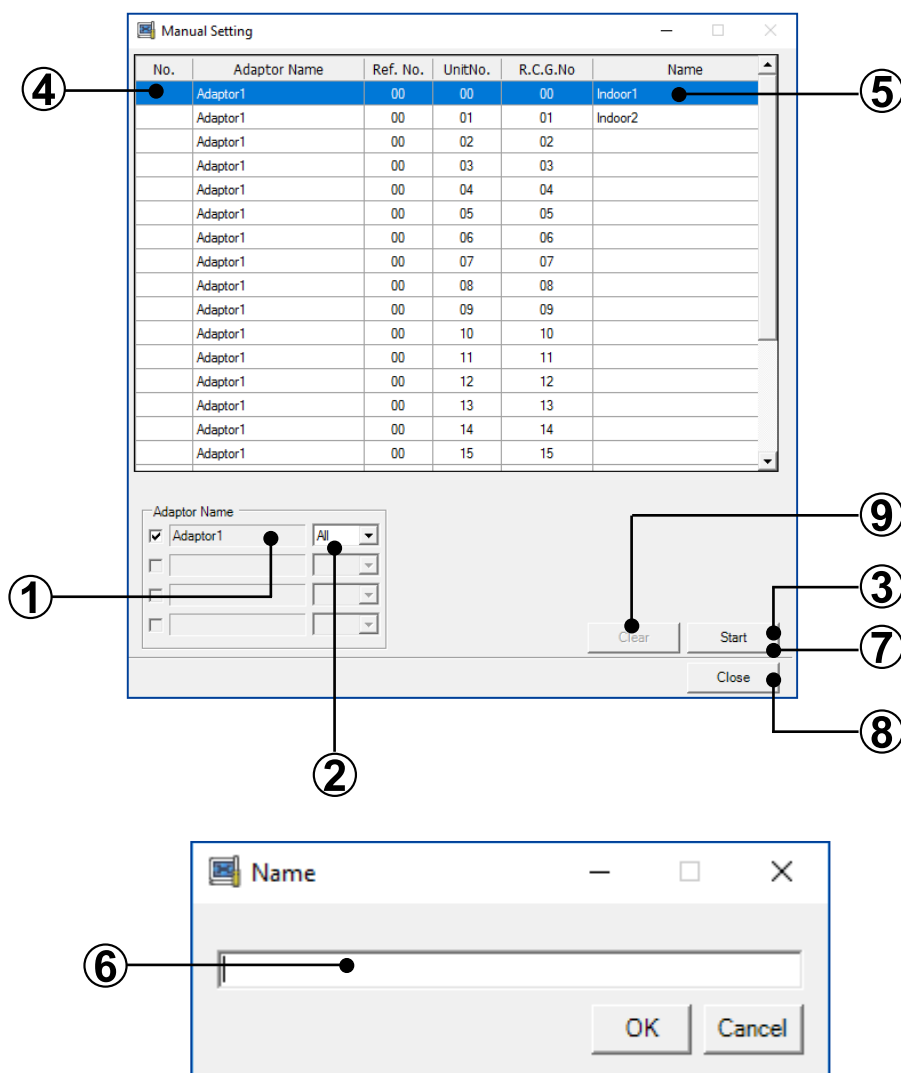 Manual Setting
No. Adaptor Name Ref. No. UnitNo. R.C.G.No Name
④ Adaptor1 00 00 00 Indoor1 ⑤
Adaptor1 00 01 01 Indoor2
Adaptor1 00 02 02
Adaptor1 00 03 03
Adaptor1 00 04 04
Adaptor1 00 05 05
Adaptor1 00 06 06
Adaptor1 00 07 07
Adaptor1 00 08 08
Adaptor1 00 09 09
Adaptor1 00 10 10
Adaptor1 00 11 11
Adaptor1 00 12 12
Adaptor1 00 13 13
Adaptor1 00 14 14
Adaptor1 00 15 15
Adaptor Name
⑨
Adaptor1 All
① ③
Clear Start
⑦
Close
⑧
②
Name
⑥
OK Cancel